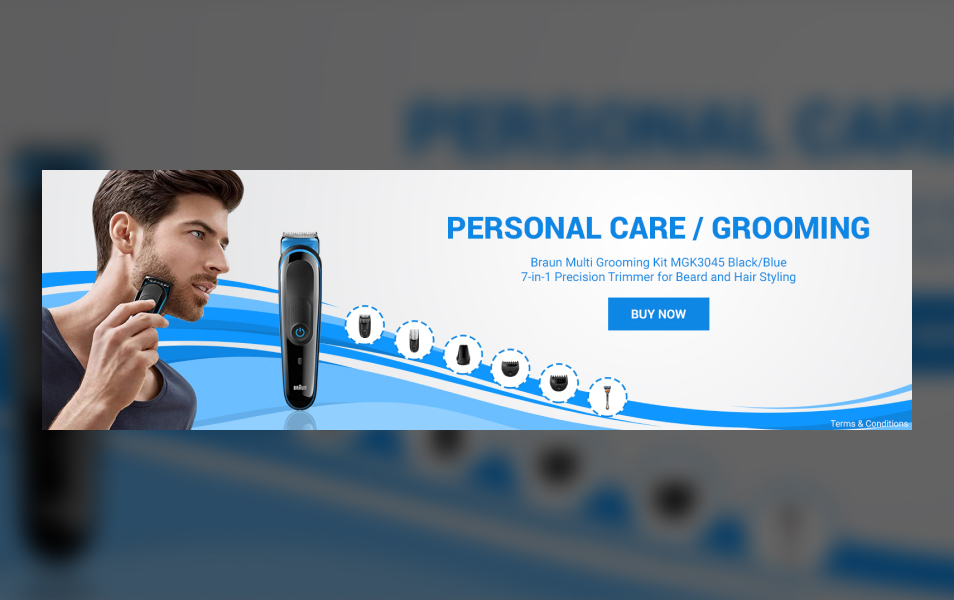 PERSONAL CARE / GROOMING
Braun Multi Grooming Kit MGK3045 Black/Blue
7-in-1 Precision Trimmer for Beard and Hair Styling
BUY NOW
BRAUN
Terms & Conditions